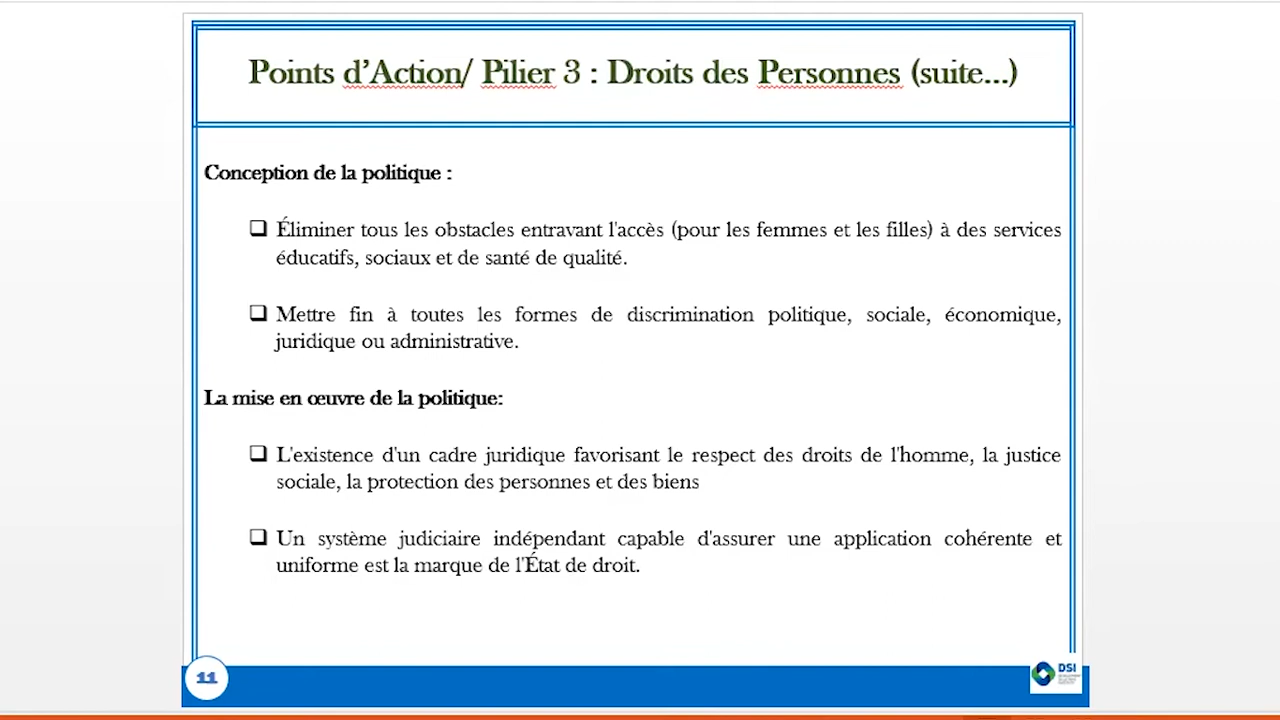 Points d'Action/ Pilier 3 : Droits des Personnes (suite...)
Conception de la politique :
❑ Éliminer tous les obstacles entravant l'accès (pour les femmes et les filles) à des services
éducatifs, sociaux et de santé de qualité.
❑ Mettre fin à toutes les formes de discrimination politique, sociale, économique,
juridique ou administrative.
La mise en œuvre de la politique:
❑ L'existence d'un cadre juridique favorisant le respect des droits de l'homme, la justice
sociale, la protection des personnes et des biens
❑ Un système judiciaire indépendant capable d'assurer une application cohérente et
uniforme est la marque de l'État de droit.
11
DSI